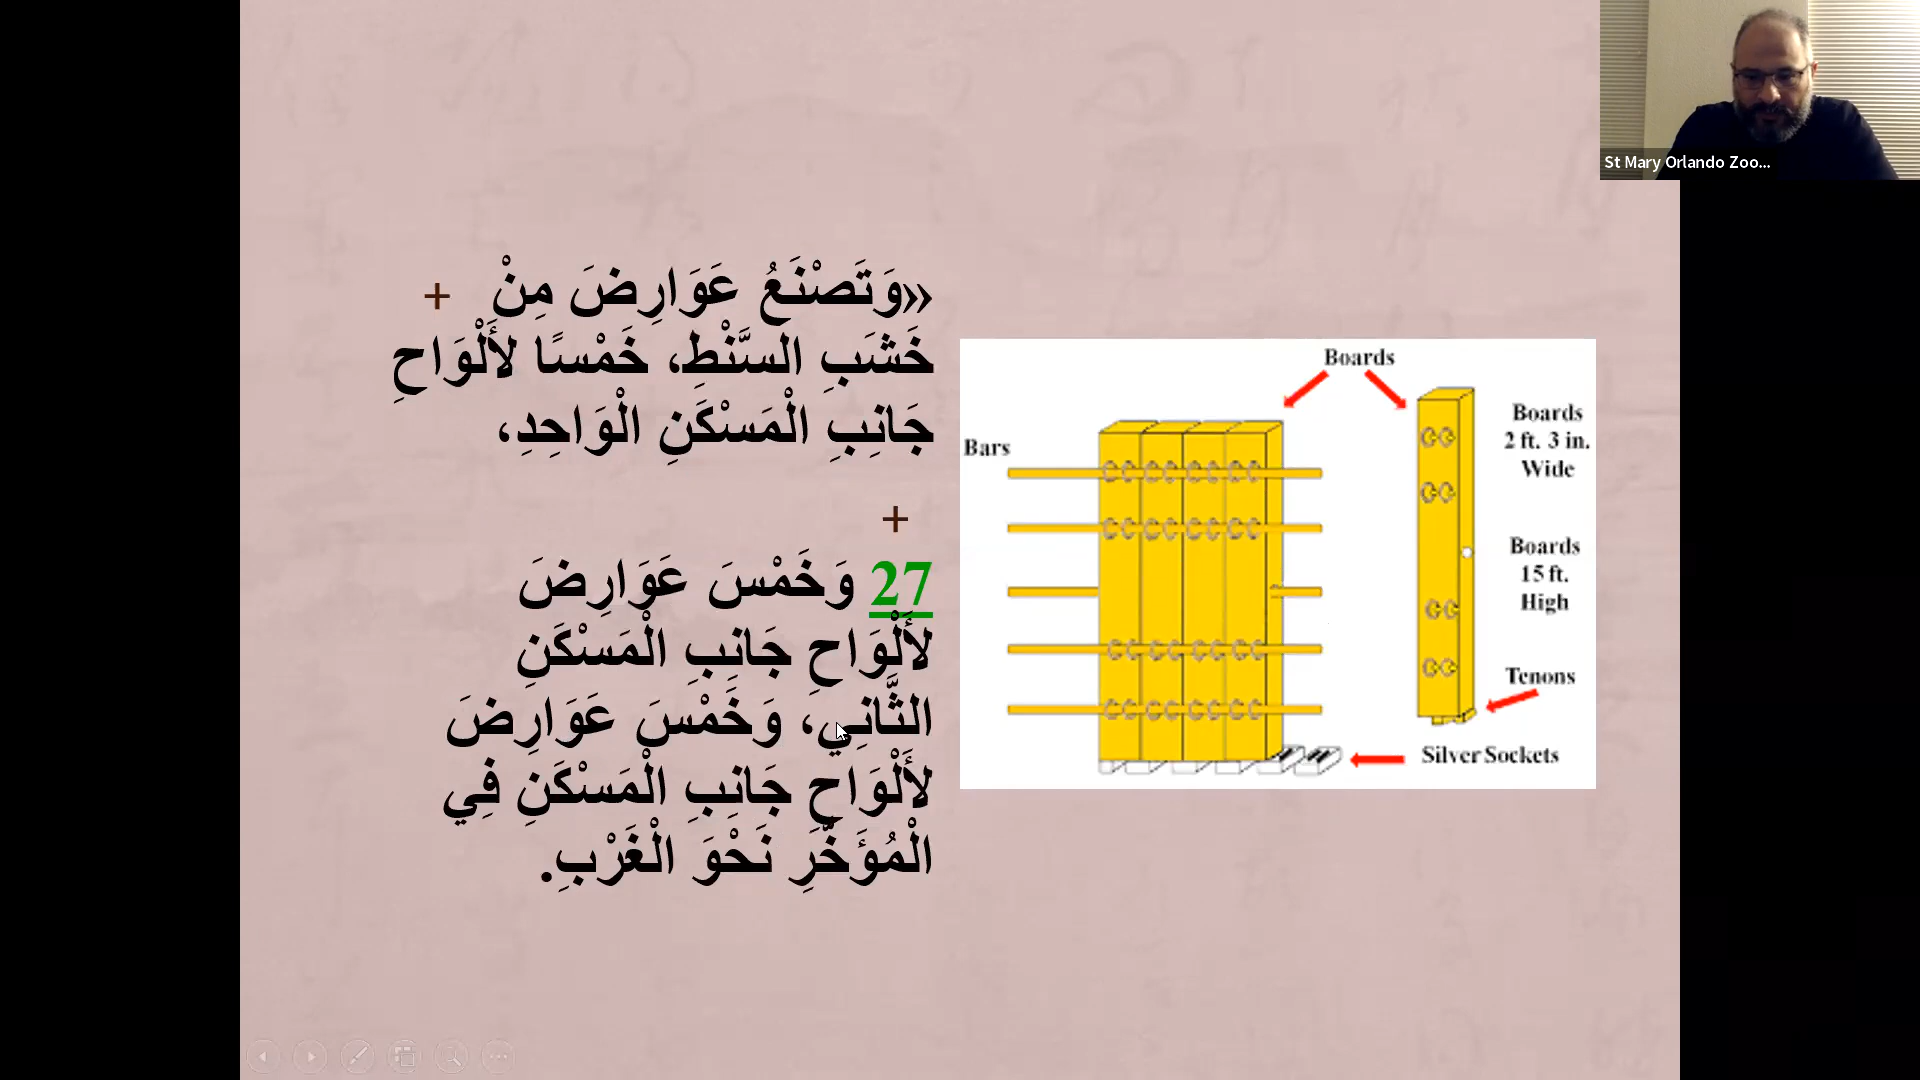 + «وَتَصْنَعُ عَوَارِضَ مِنْ
خَشَبِ السَّنْطِ، خَمْسًا لأَلْوَاحِ
جَانِبِ الْمَسْكَنِ الْوَاحِدِ،
+
27 وَخَمْسَ عَوَارِضَ
لأَلْوَاحِ جَانِبِ الْمَسْكَنِ
الثَّانِي، وَخَمْسَ عَوَارِضَ
لأَلْوَاحِ جَانِبِ الْمَسْكَنِ فِي
الْمُؤَخَّرِ نَحْوَ الْغَرْبِ.
Boards
Bars
Boards
2 ft. 3 in.
Wide
Boards
15 ft.
High
Tenons
Silver Sockets
St Mary Orlando Zoo...